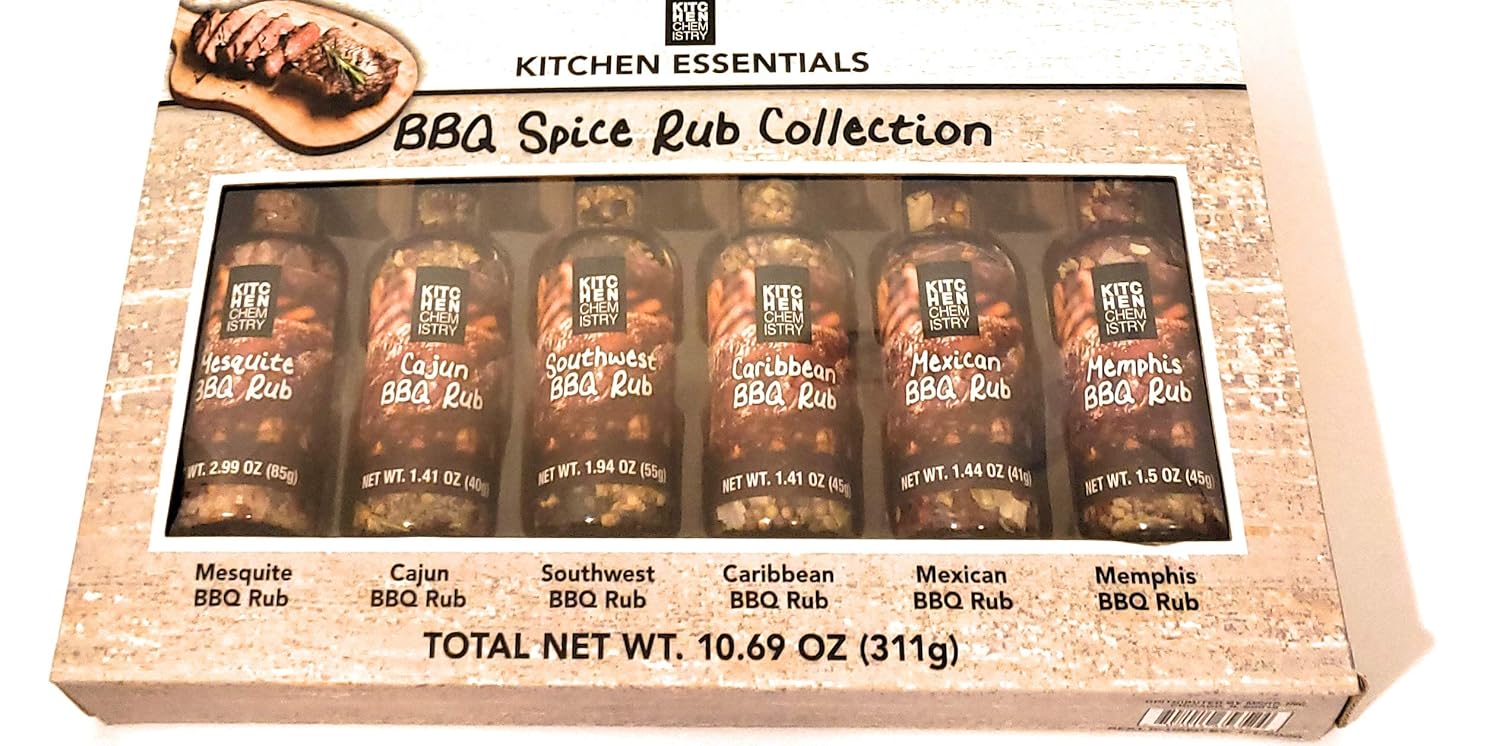 KITC
HEN
CHEM
ISTRY
KITCHEN ESSENTIALS
BBQ Spice Rub Collection
KITC
HEN
CHEM
ISTRY
Mesquite
BBQ Rub
WT. 2.99 OZ (85g)
KITC
HEN
CHEM
ISTRY
Cajun
BBQ Rub
NET WT. 1.41 OZ (40g
KITC
HEN
CHEM
ISTRY
Southwest
BBQ Rub
NET WT. 1.94 OZ (55g)
KITC
HEN
CHEM
ISTRY
Caribbean
BBQ Rub
NET WT. 1.41 OZ (45g
KITC
HEN
CHEM
ISTRY
Mexican
BBQ Rub
NET WT. 1.44 OZ (41g)
KITC
HEN
CHEM
ISTRY
Memphis
BBQ Rub
NET WT. 1.5 OZ (45g)
Mesquite
BBQ Rub
Cajun
BBQ Rub
Southwest
BBQ Rub
Caribbean
BBQ Rub
Mexican
BBQ Rub
Memphis
BBQ Rub
TOTAL NET WT. 10.69 OZ (311g)
DISTRIBUTED BY